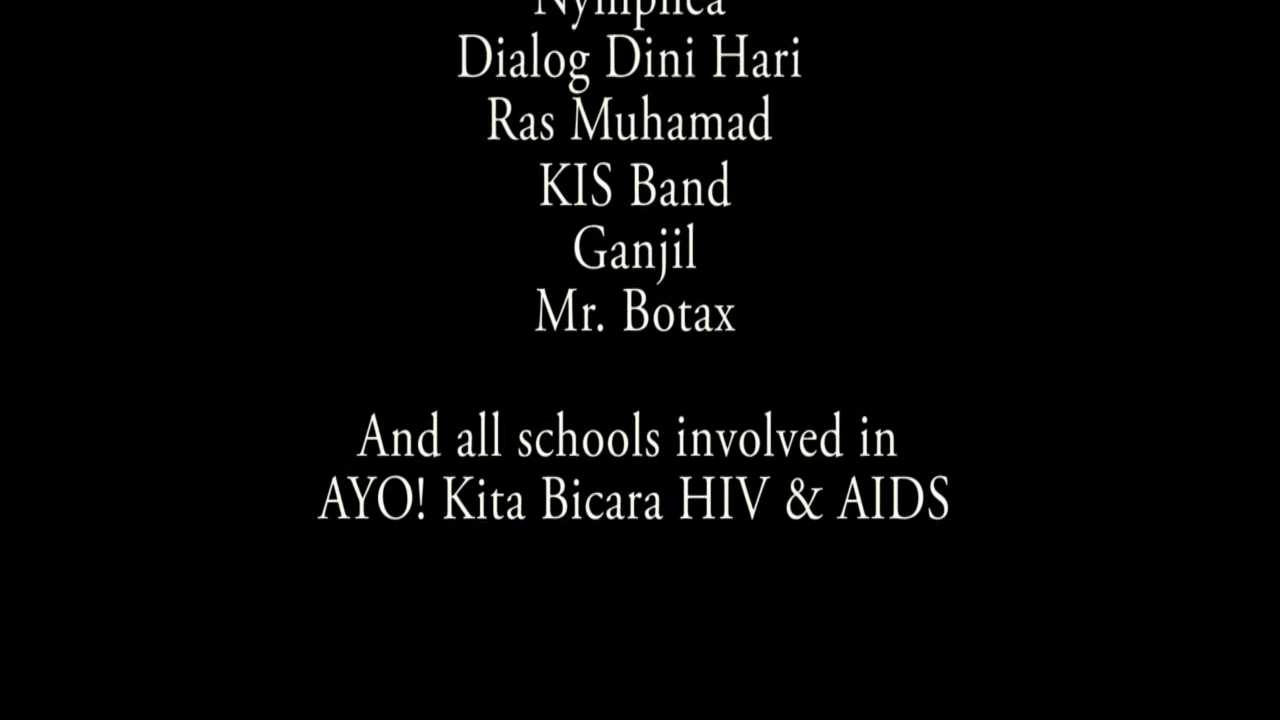 Dialog Dini Hari
Ras Muhamad
KIS Band
Ganjil
Mr. Botax
And all schools involved in
AYO! Kita Bicara HIV & AIDS